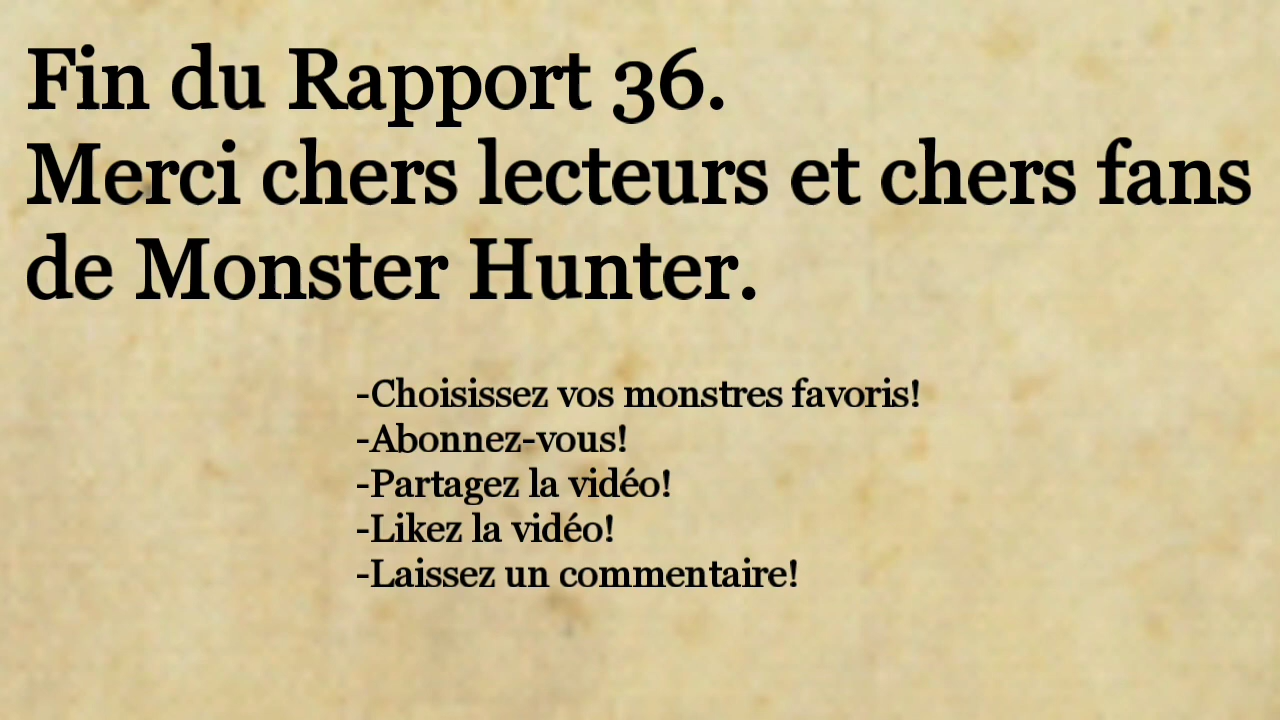 Fin du Rapport 36.
Merci chers lecteurs et chers fans
de Monster Hunter.
-Choisissez vos monstres favoris!
-Abonnez-vous!
-Partagez la vidéo!
-Likez la vidéo!
-Laissez un commentaire!